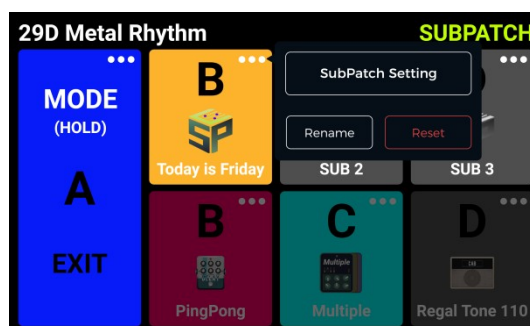 29D Metal Rhythm
SUBPATCH
MODE
(HOLD)
A
EXIT
B
SP
Today is Friday
SubPatch Setting
Rename
Reset
SUB 2
D
SUB 3
B
PingPong
C
Multiple
Multiple
D
Regal Tone 110